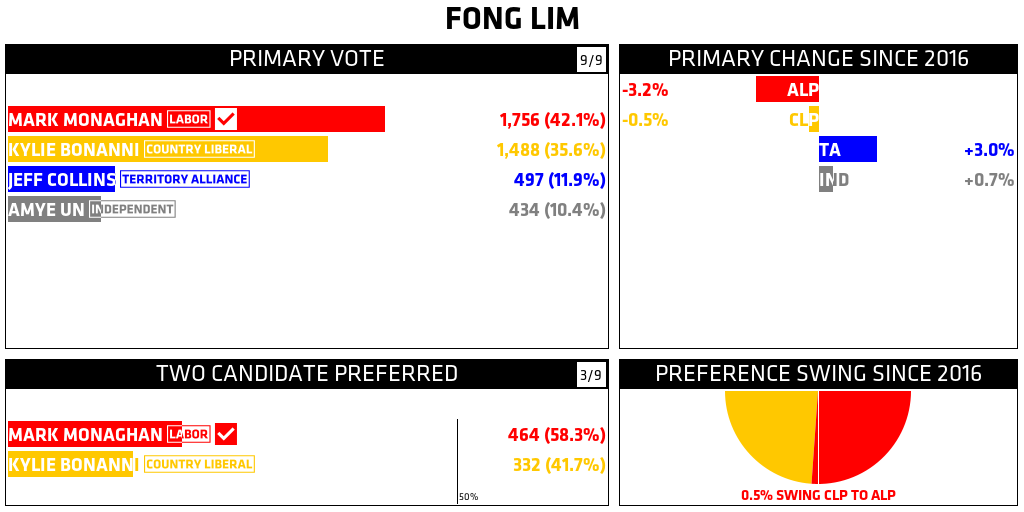 FONG LIM
PRIMARY VOTE 9/9
MARK MONAGHAN LABOR 1,756 (42.1%)
KYLIE BONANNI COUNTRY LIBERAL 1,488 (35.6%)
JEFF COLLINS TERRITORY ALLIANCE 497 (11.9%)
AMYE UN INDEPENDENT 434 (10.4%)
PRIMARY CHANGE SINCE 2016
-3.2% ALP
-0.5% CLP
TA +3.0%
IND +0.7%
TWO CANDIDATE PREFERRED 3/9
MARK MONAGHAN LABOR 464 (58.3%)
KYLIE BONANNI COUNTRY LIBERAL 332 (41.7%)
50%
PREFERENCE SWING SINCE 2016
0.5% SWING CLP TO ALP